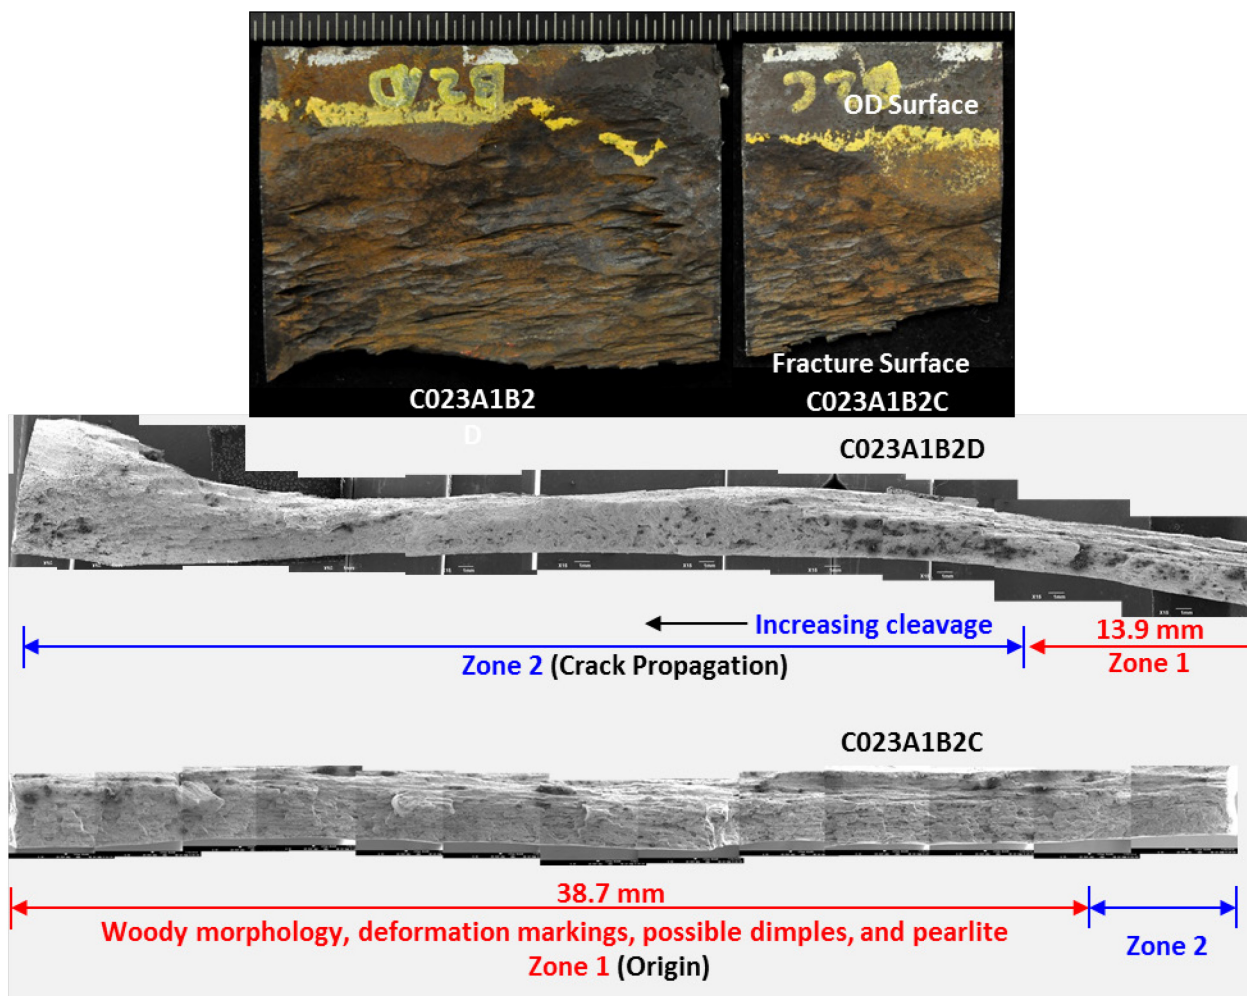 OD Surface
Fracture Surface
C023A1B2
D
C023A1B2C
C023A1B2D
Increasing cleavage
Zone 2 (Crack Propagation)
13.9 mm
Zone 1
C023A1B2C
38.7 mm
Woody morphology, deformation markings, possible dimples, and pearlite
Zone 1 (Origin)
Zone 2